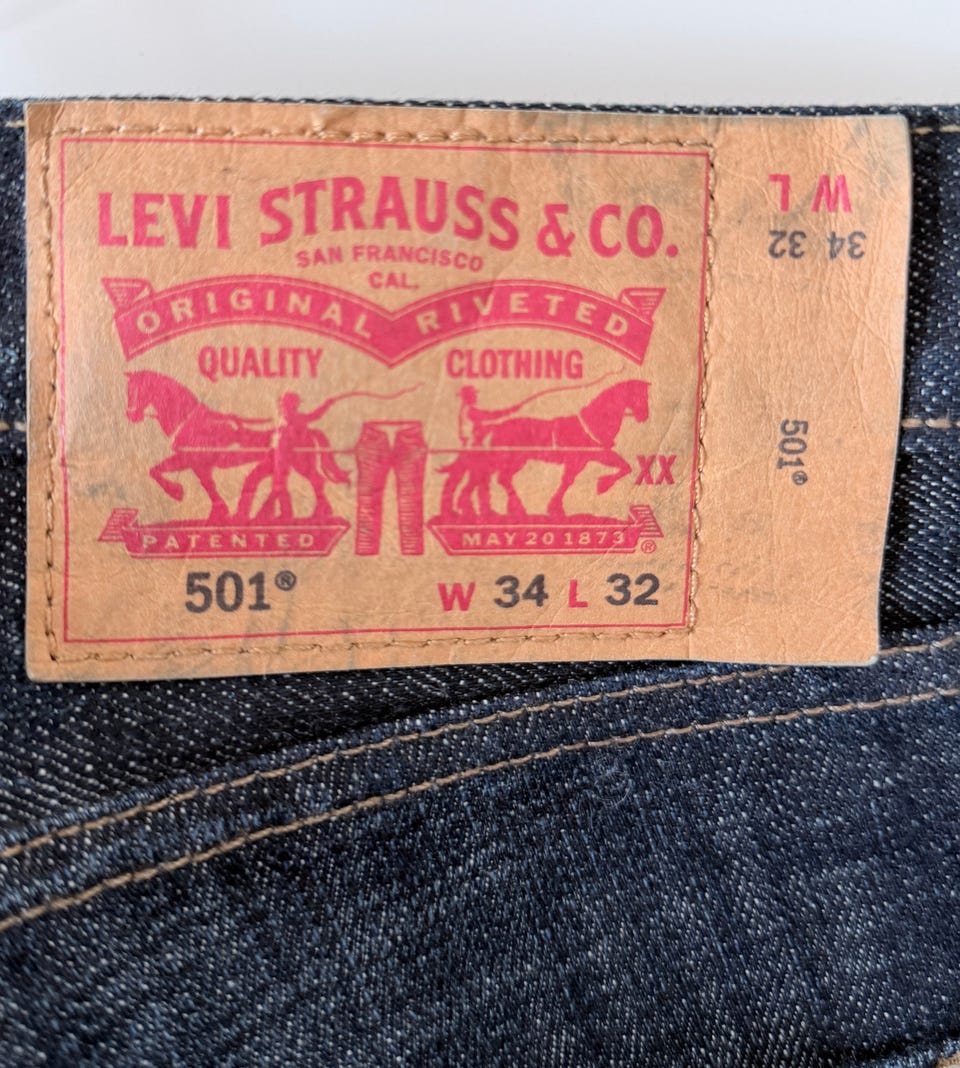 LEVI STRAUSS & CO.
SAN FRANCISCO
CAL.
ORIGINAL RIVETED
QUALITY CLOTHING
XX
PATENTED MAY 20 1873 ®
501® W 34 L 32
W L
34 32
501®